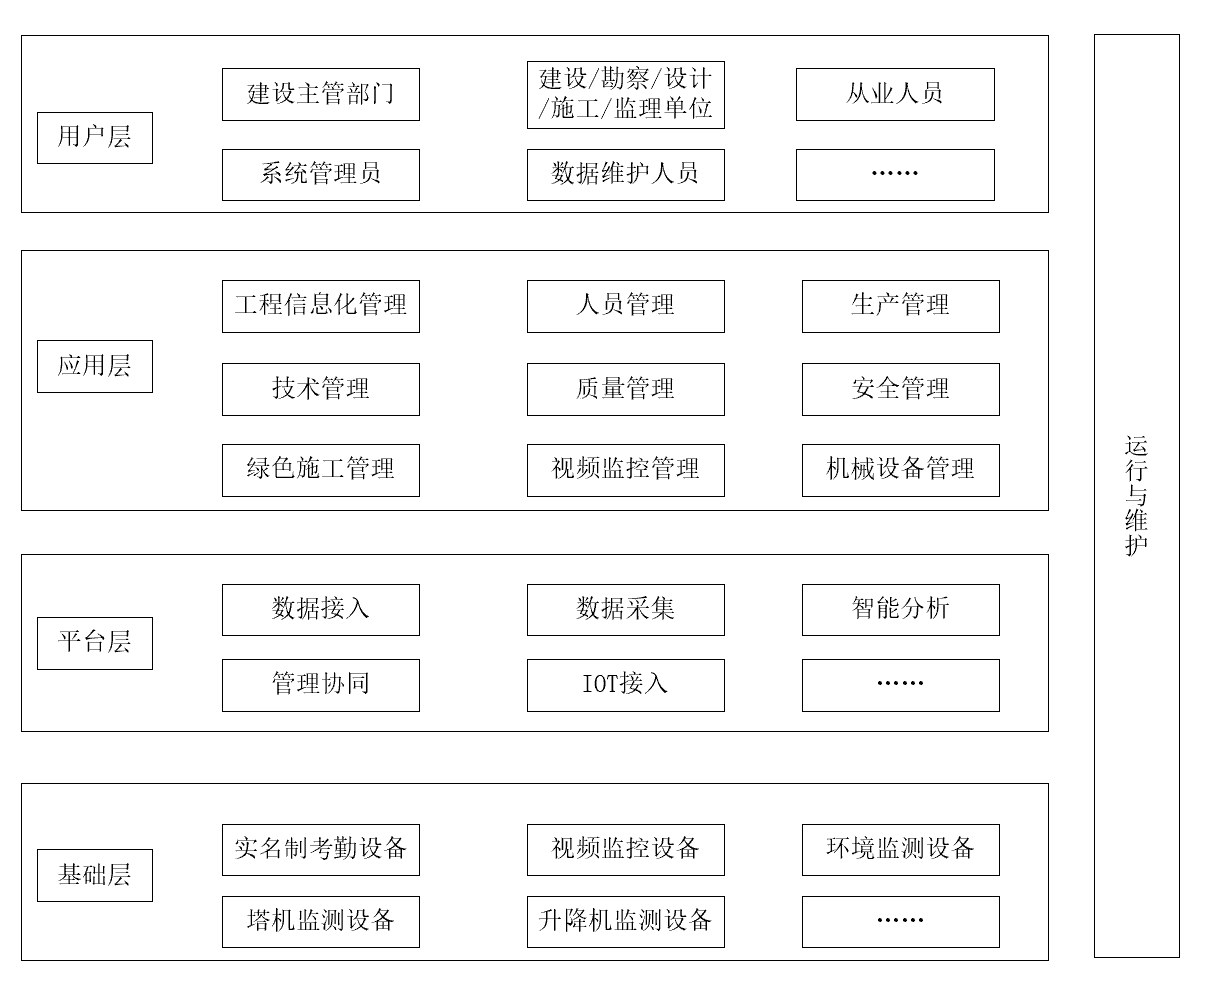 用户层
建设主管部门
建设/勘察/设计
/施工/监理单位
从业人员
系统管理员
数据维护人员
……
应用层
工程信息化管理
人员管理
生产管理
技术管理
质量管理
安全管理
绿色施工管理
视频监控管理
机械设备管理
平台层
数据接入
数据采集
智能分析
管理协同
IOT接入
……
基础层
实名制考勤设备
视频监控设备
环境监测设备
塔机监测设备
升降机监测设备
……
运行与维护